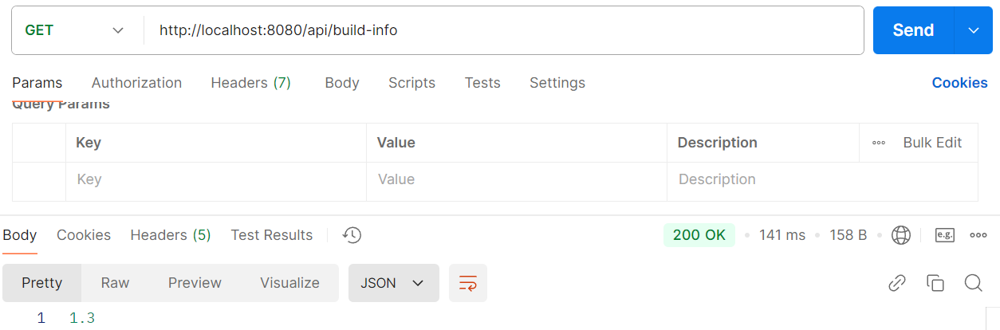 GET http://localhost:8080/api/build-info Send
Params Authorization Headers (7) Body Scripts Tests Settings Cookies
Query Params
Key Value Description Bulk Edit
Key Value Description
Body Cookies Headers (5) Test Results 200 OK 141 ms 158 B e.g.
Pretty Raw Preview Visualize JSON
1 1.3